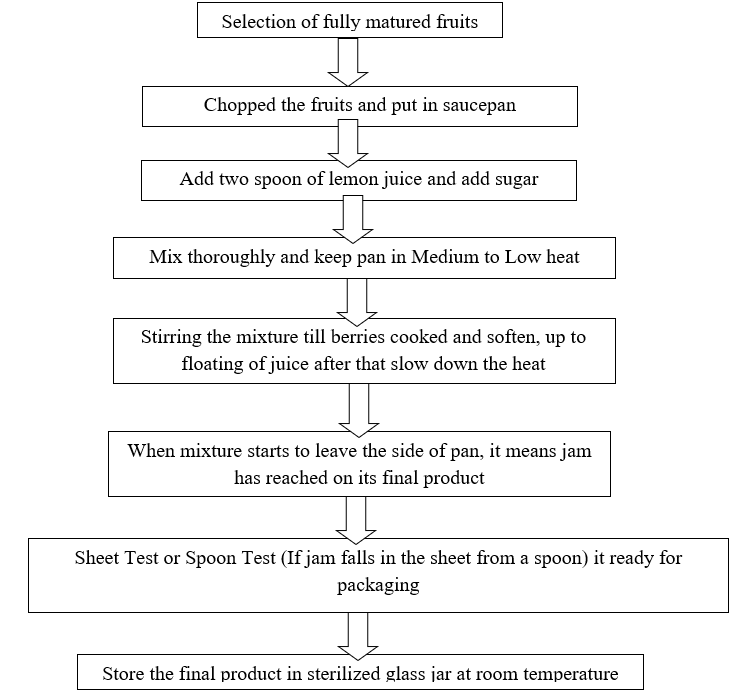 Selection of fully matured fruits
Chopped the fruits and put in saucepan
Add two spoon of lemon juice and add sugar
Mix thoroughly and keep pan in Medium to Low heat
Stirring the mixture till berries cooked and soften, up to
floating of juice after that slow down the heat
When mixture starts to leave the side of pan, it means jam
has reached on its final product
Sheet Test or Spoon Test (If jam falls in the sheet from a spoon) it ready for
packaging
Store the final product in sterilized glass jar at room temperature